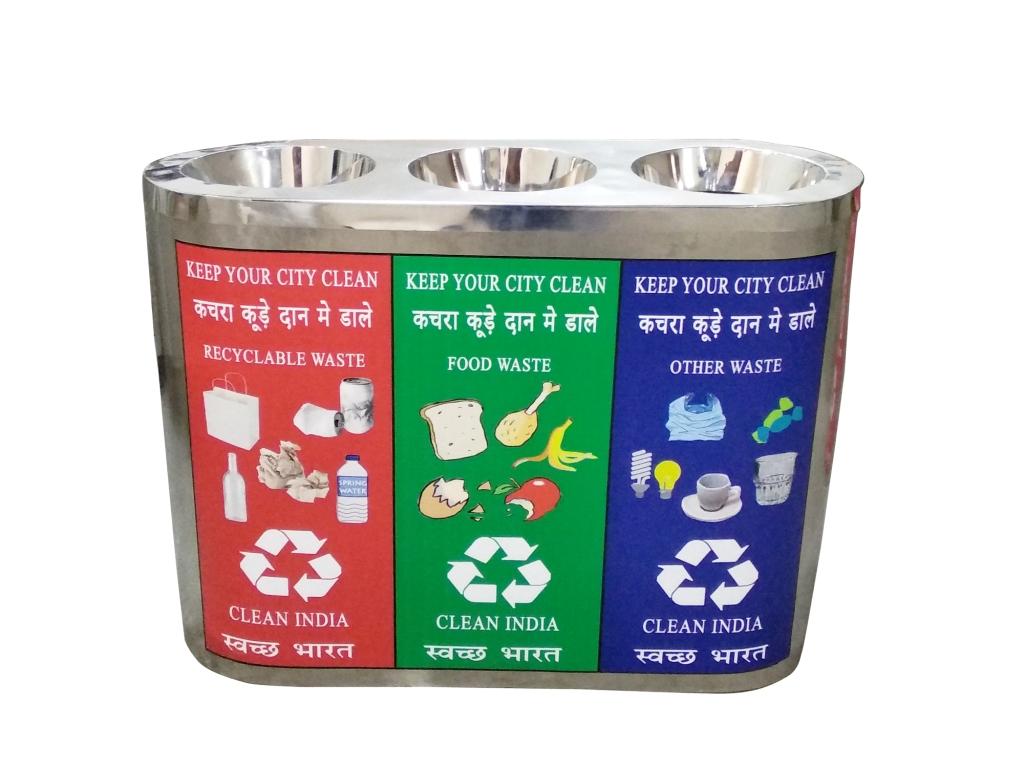 KEEP YOUR CITY CLEAN
कचरा कूड़े दान मे डाले
RECYCLABLE WASTE
SPRING
WATER
CLEAN INDIA
स्वच्छ भारत
KEEP YOUR CITY CLEAN
कचरा कूड़े दान मे डाले
FOOD WASTE
CLEAN INDIA
स्वच्छ भारत
KEEP YOUR CITY CLEAN
कचरा कूड़े दान मे डाले
OTHER WASTE
CLEAN INDIA
स्वच्छ भारत